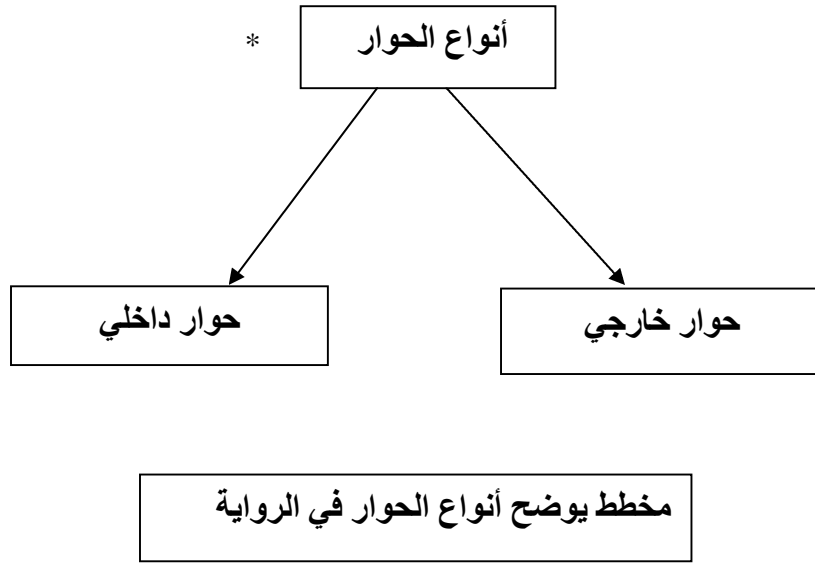 أنواع الحوار *
حوار خارجي
حوار داخلي
مخطط يوضح أنواع الحوار في الرواية